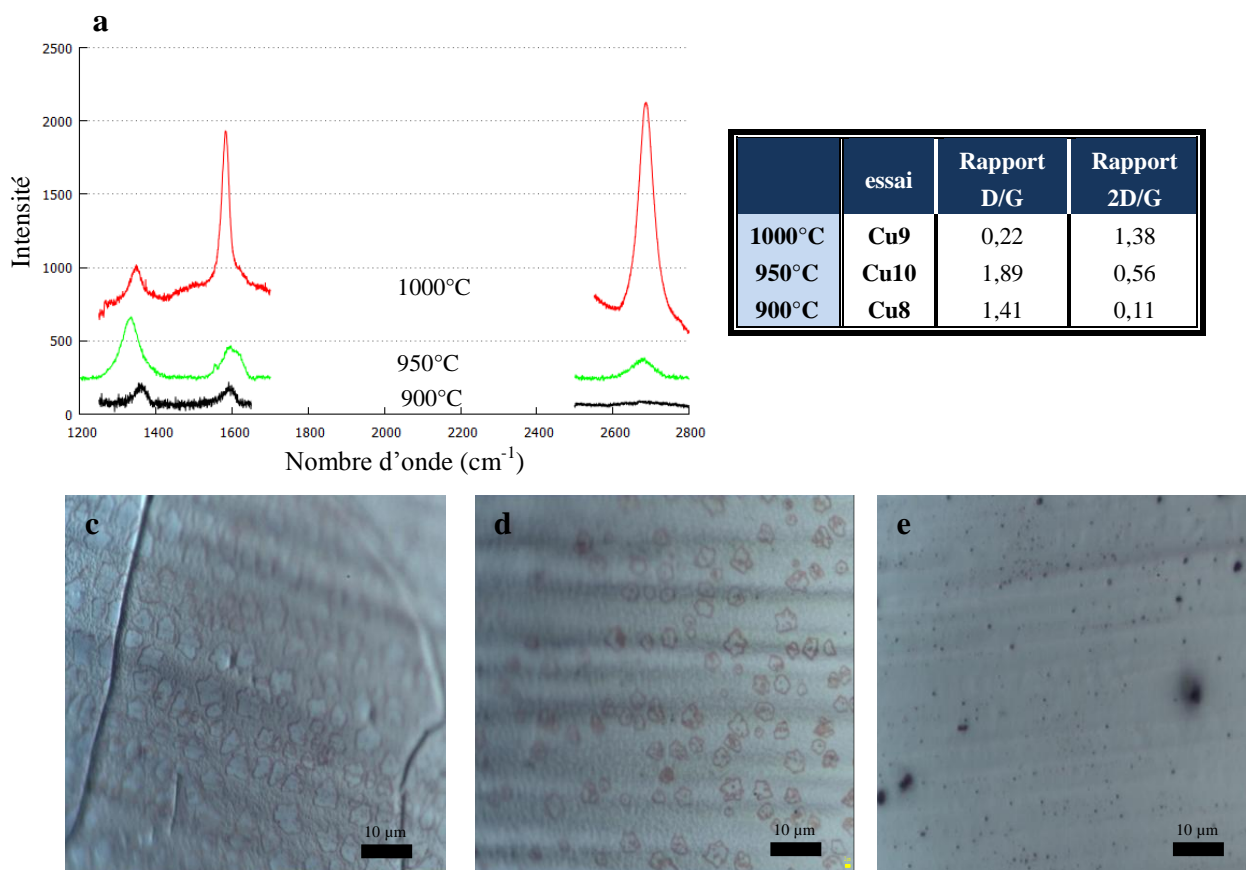 a
2500
2000
1500
1000
500
0
Intensité
1000°C
950°C
900°C
1200 1400 1600 1800 2000 2200 2400 2600 2800
Nombre d'onde (cm-1)
essai Rapport D/G Rapport 2D/G
1000°C Cu9 0,22 1,38
950°C Cu10 1,89 0,56
900°C Cu8 1,41 0,11
c
10 µm
d
10 µm
e
10 µm